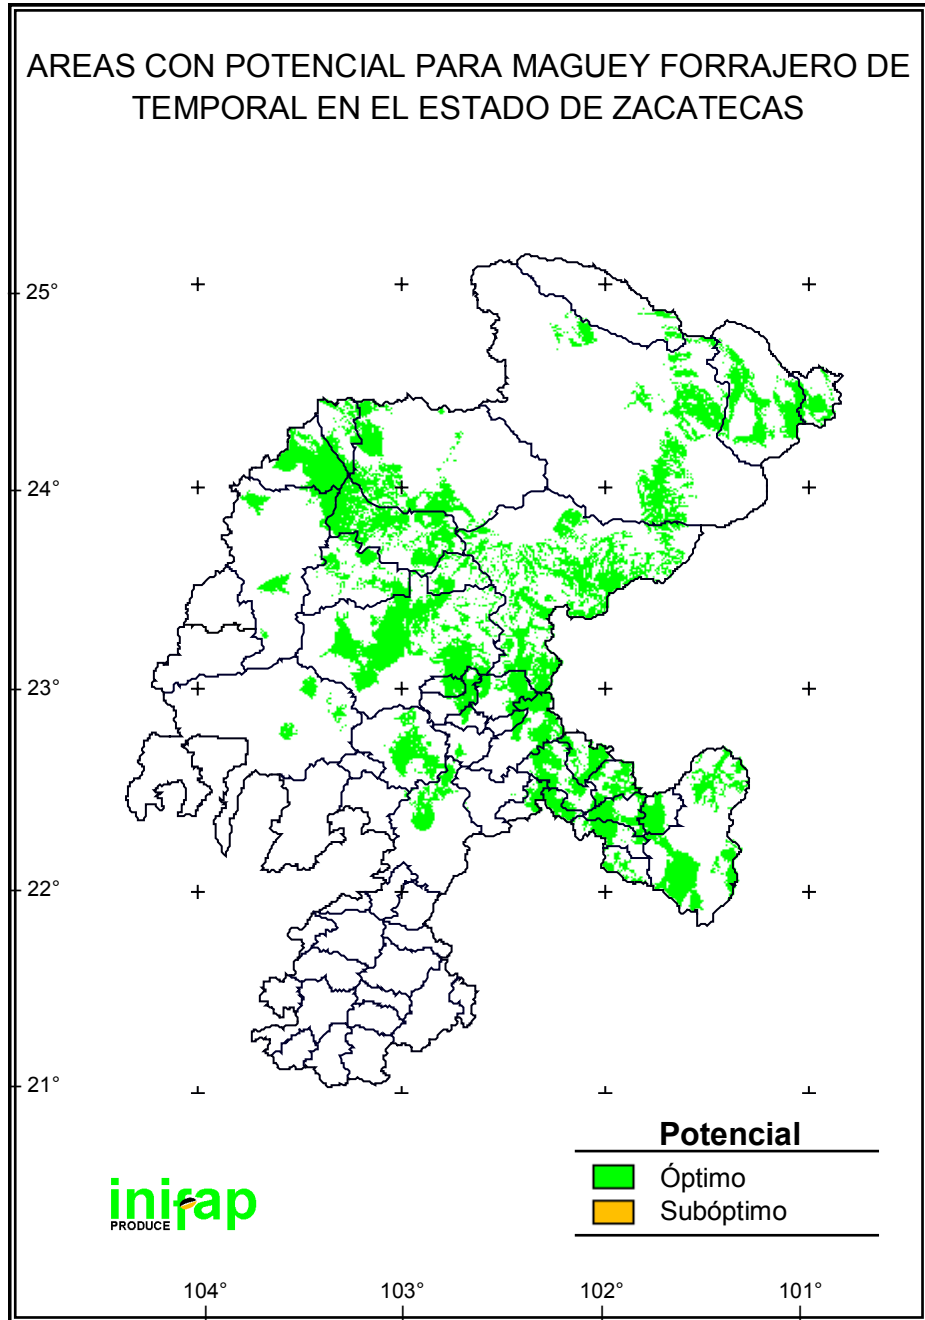 AREAS CON POTENCIAL PARA MAGUEY FORRAJERO DE
TEMPORAL EN EL ESTADO DE ZACATECAS
25°
24°
23°
22°
21°
Potencial
Óptimo
Subóptimo
inifap
PRODUCE
104°
103°
102°
101°